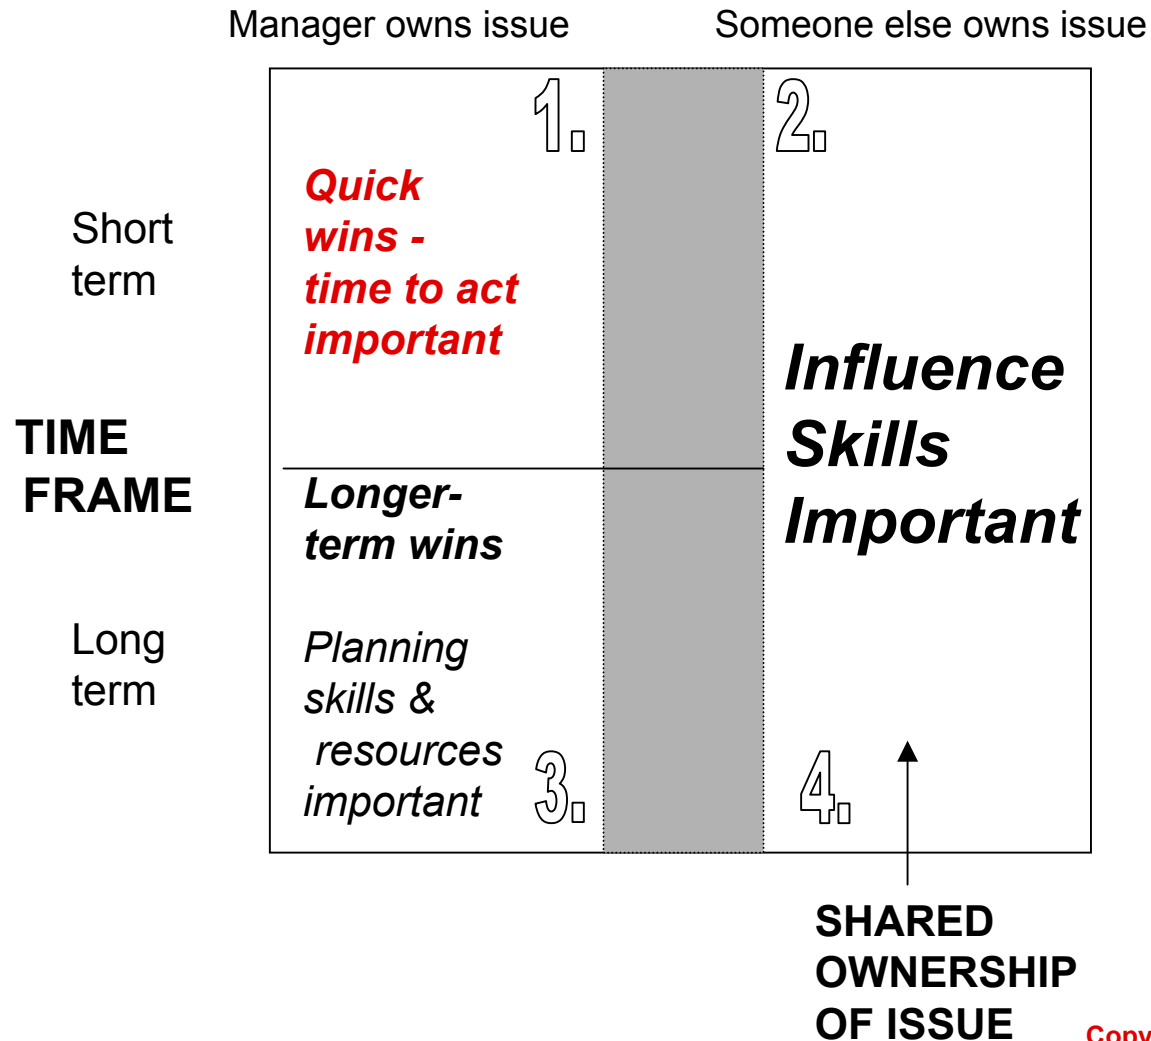 Manager owns issue
Someone else owns issue
1.
2.
Quick
wins -
time to act
important
Short
term
Influence
Skills
Important
TIME
FRAME
Longer-
term wins
Long
term
Planning
skills &
resources
important
3.
4.
SHARED
OWNERSHIP
OF ISSUE
Copy